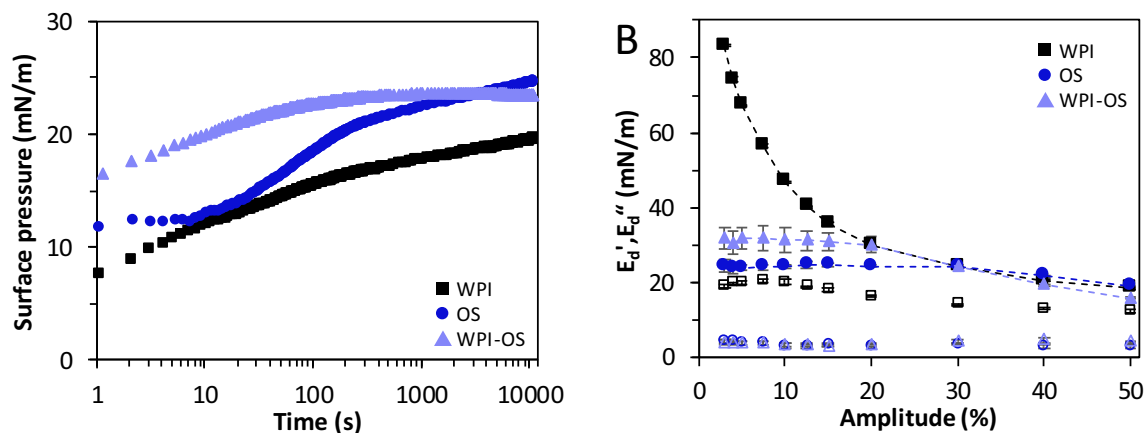 30
20
10
0
Surface pressure (mN/m)
WPI
OS
WPI-OS
1
10
100
1000
10000
Time (s)
B
80
60
40
20
0
E_d',E_d“ (mN/m)
WPI
OS
WPI-OS
0
10
20
30
40
50
Amplitude (%)